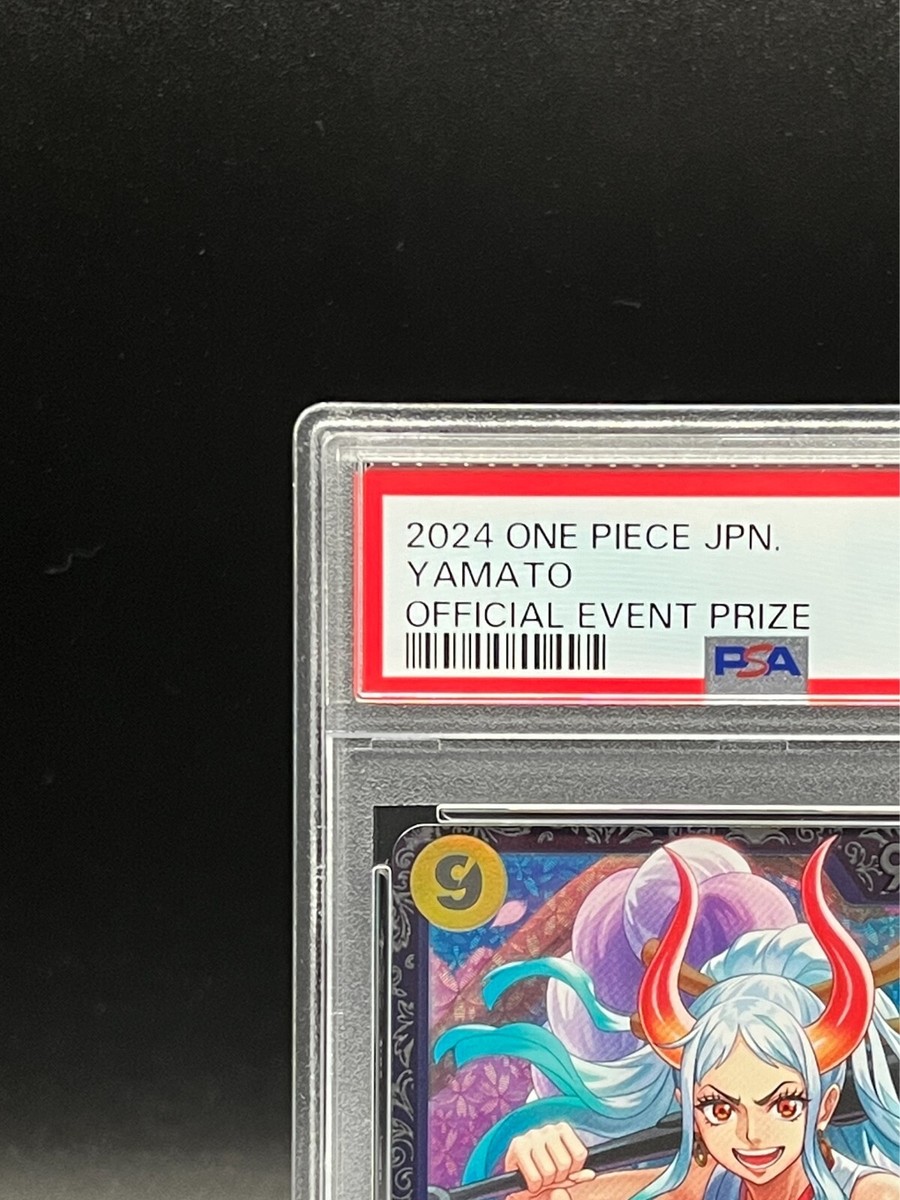 2024 ONE PIECE JPN.
YAMATO
OFFICIAL EVENT PRIZE
PSA
9